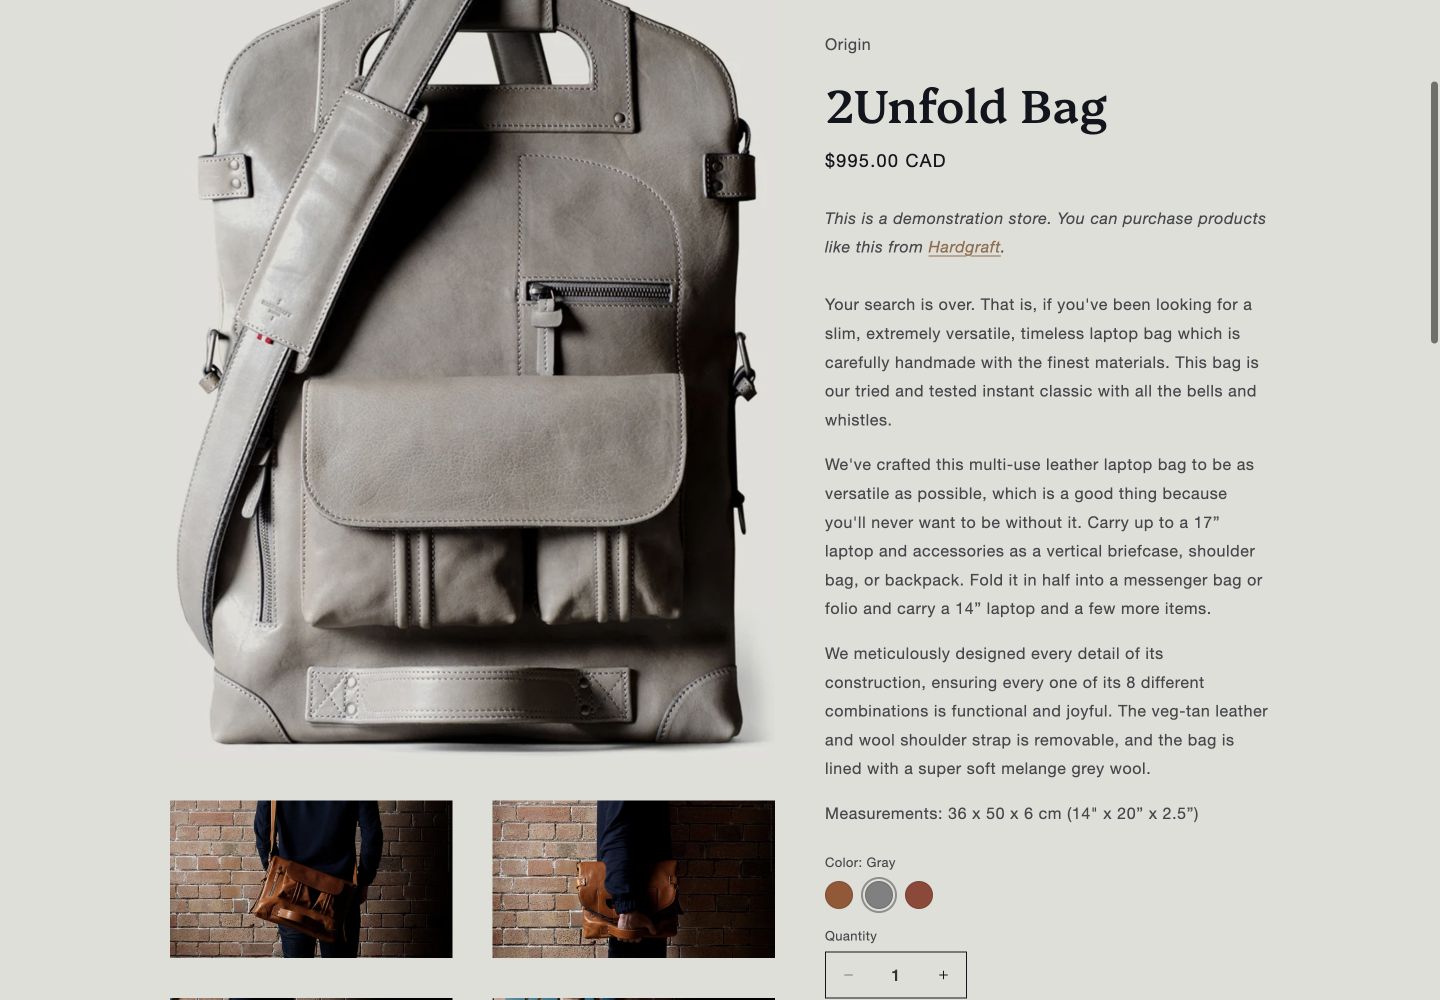 Origin
2Unfold Bag
$995.00 CAD
This is a demonstration store. You can purchase products
like this from Hardgraft.
Your search is over. That is, if you've been looking for a
slim, extremely versatile, timeless laptop bag which is
carefully handmade with the finest materials. This bag is
our tried and tested instant classic with all the bells and
whistles.
We've crafted this multi-use leather laptop bag to be as
versatile as possible, which is a good thing because
you'll never want to be without it. Carry up to a 17”
laptop and accessories as a vertical briefcase, shoulder
bag, or backpack. Fold it in half into a messenger bag or
folio and carry a 14” laptop and a few more items.
We meticulously designed every detail of its
construction, ensuring every one of its 8 different
combinations is functional and joyful. The veg-tan leather
and wool shoulder strap is removable, and the bag is
lined with a super soft melange grey wool.
Measurements: 36 x 50 x 6 cm (14" x 20” x 2.5”)
Color: Gray
Quantity
− 1 +